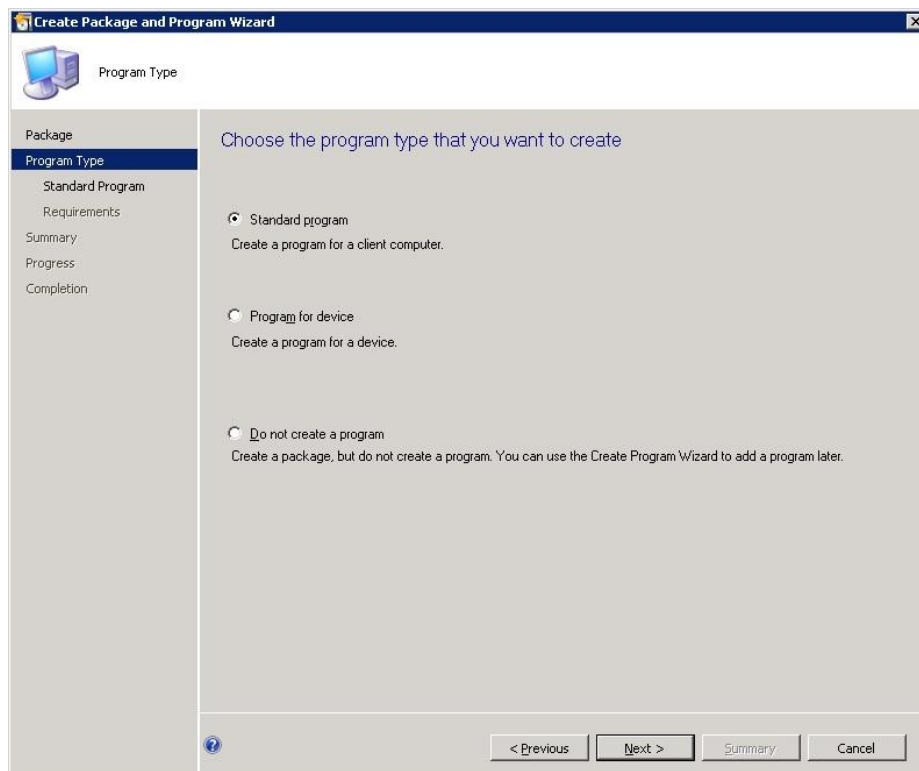 Create Package and Program Wizard
Program Type
Package
Program Type
Standard Program
Requirements
Summary
Progress
Completion
Choose the program type that you want to create
Standard program
Create a program for a client computer.
Program for device
Create a program for a device.
Do not create a program
Create a package, but do not create a program. You can use the Create Program Wizard to add a program later.
< Previous
Next >
Summary
Cancel